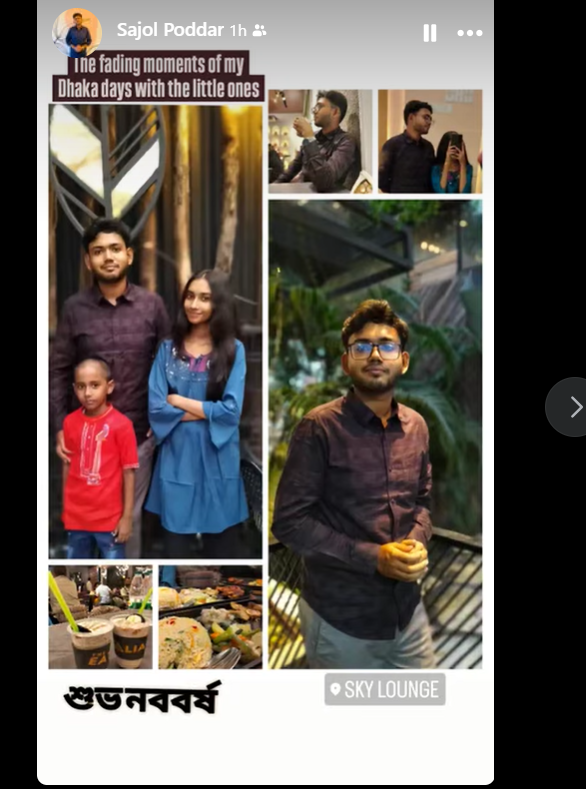 Sajol Poddar 1h
The fading moments of my
Dhaka days with the little ones
শুভনববর্ষ
SKY LOUNGE